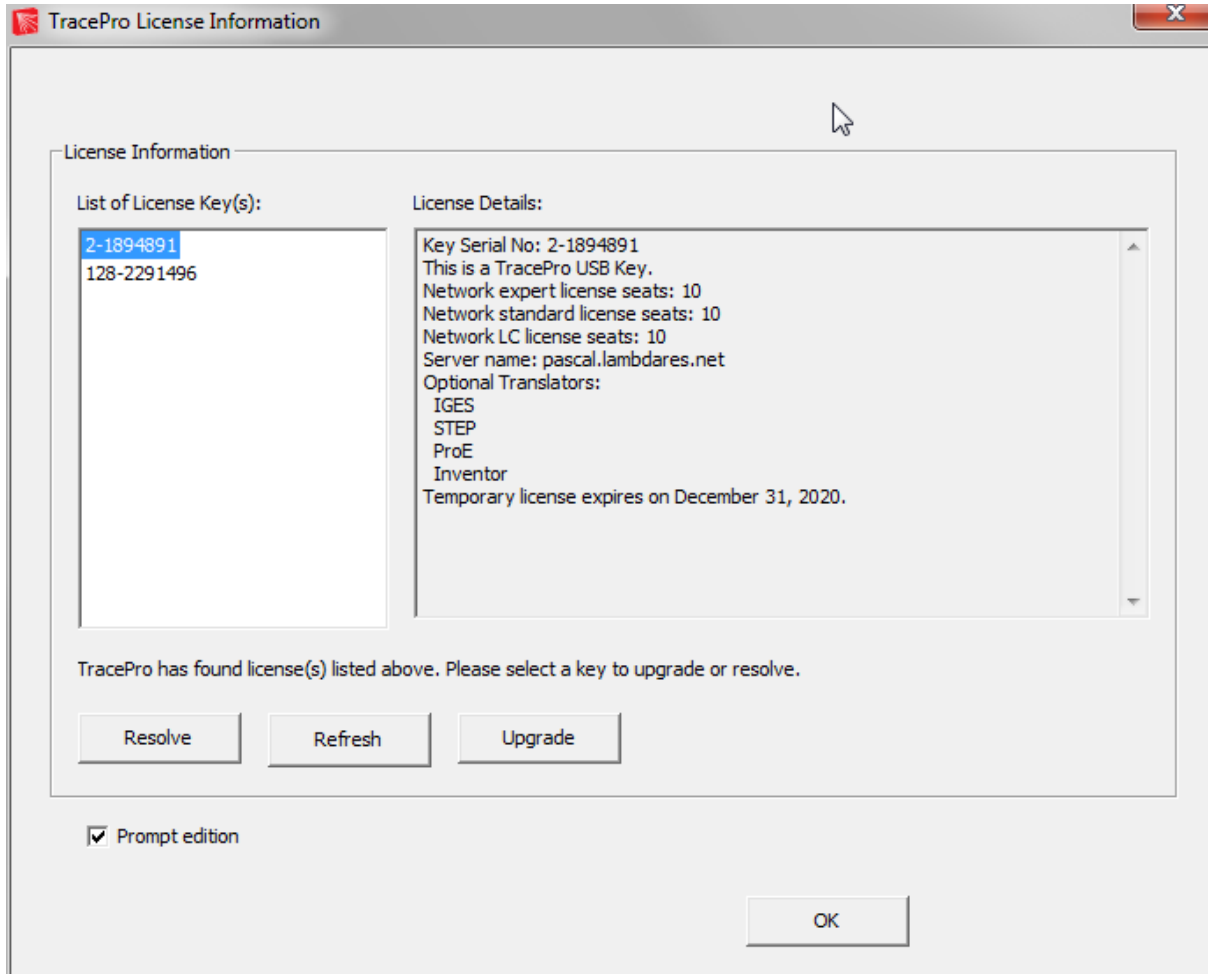 TracePro License Information
License Information
List of License Key(s):
2-1894891
128-2291496
License Details:
Key Serial No: 2-1894891
This is a TracePro USB Key.
Network expert license seats: 10
Network standard license seats: 10
Network LC license seats: 10
Server name: pascal.lambdares.net
Optional Translators:
IGES
STEP
ProE
Inventor
Temporary license expires on December 31, 2020.
TracePro has found license(s) listed above. Please select a key to upgrade or resolve.
Resolve
Refresh
Upgrade
Prompt edition
OK